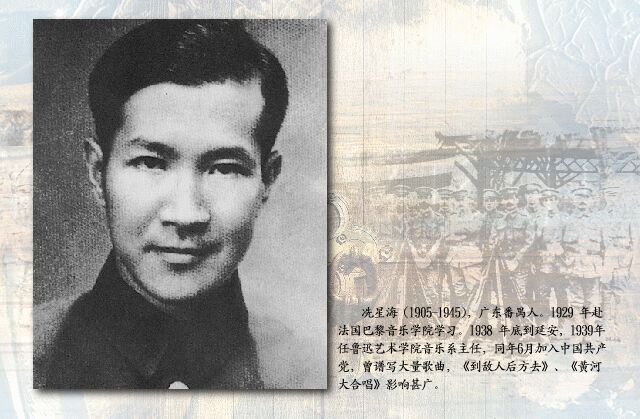 冼星海(1905-1945)，广东番禺人。1929 年赴
法国巴黎音乐学院学习。1938 年底到延安，1939年
任鲁迅艺术学院音乐系主任，同年6月加入中国共产
党，曾谱写大量歌曲，《到敌人后方去》、《黄河
大合唱》影响甚广。